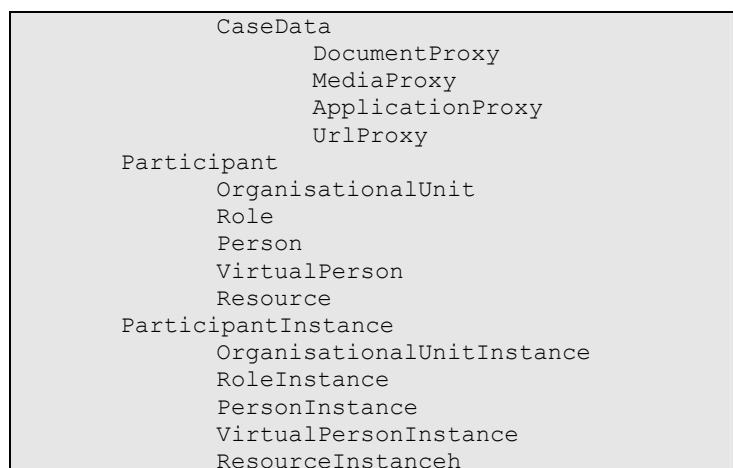 CaseData
DocumentProxy
MediaProxy
ApplicationProxy
UrlProxy
Participant
OrganisationalUnit
Role
Person
VirtualPerson
Resource
ParticipantInstance
OrganisationalUnitInstance
RoleInstance
PersonInstance
VirtualPersonInstance
ResourceInstanceh